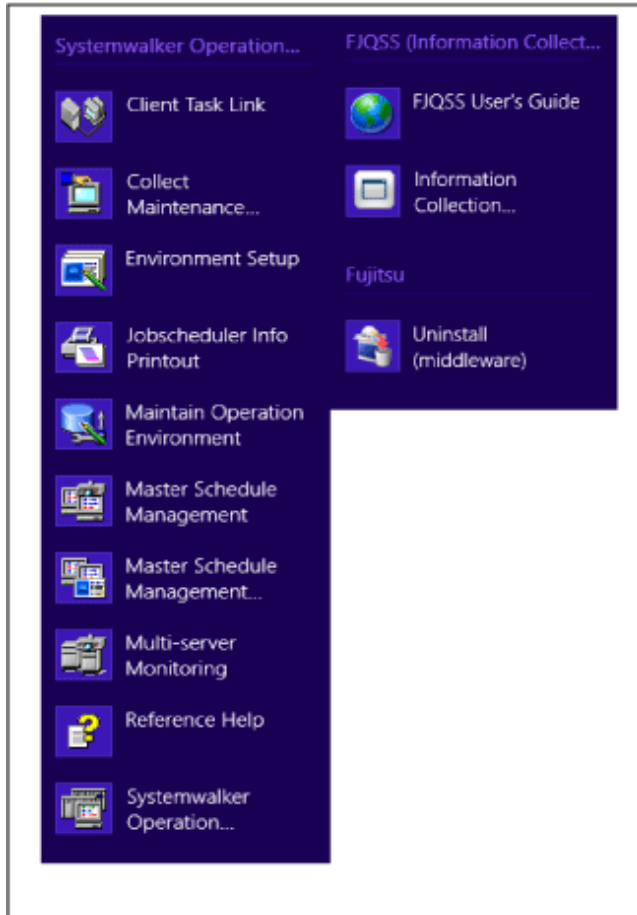 Systemwalker Operation...
Client Task Link
Collect
Maintenance...
Environment Setup
Jobscheduler Info
Printout
Maintain Operation
Environment
Master Schedule
Management
Master Schedule
Management...
Multi-server
Monitoring
Reference Help
Systemwalker
Operation...
FJQSS (Information Collect...
FJQSS User's Guide
Information
Collection...
Fujitsu
Uninstall
(middleware)